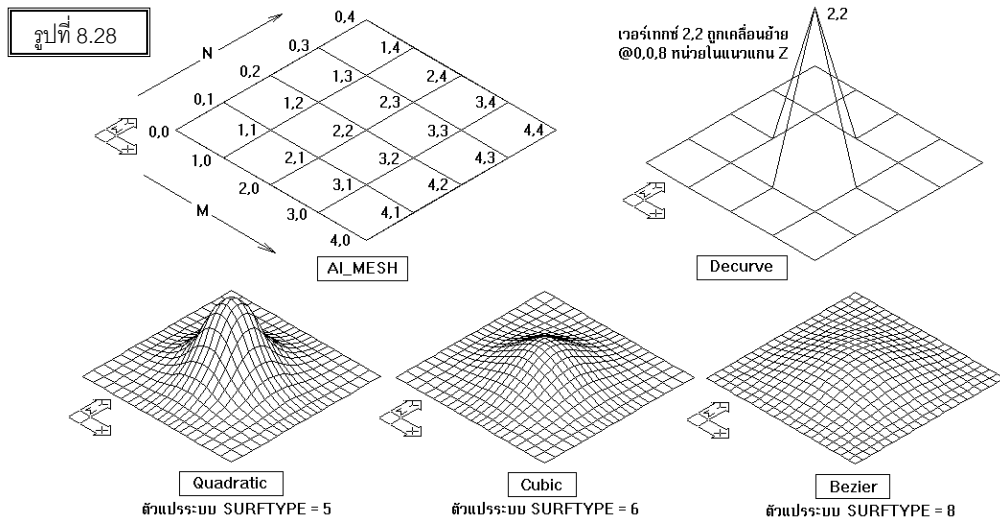 รูปที่ 8.28
N
0,4
0,3
1,4
0,2
1,3
2,4
0,1
1,2
2,3
3,4
0,0
1,1
2,2
3,3
4,4
1,0
2,1
3,2
4,3
2,0
3,1
4,2
M
3,0
4,1
4,0
AI_MESH
2,2
เวอร์เทกซ์ 2,2 ถูกเคลื่อนย้าย
@0,0,8 หน่วยในแนวแกน Z
Decurve
Quadratic
ตัวแปรระบบ SURFTYPE = 5
Cubic
ตัวแปรระบบ SURFTYPE = 6
Bezier
ตัวแปรระบบ SURFTYPE = 8